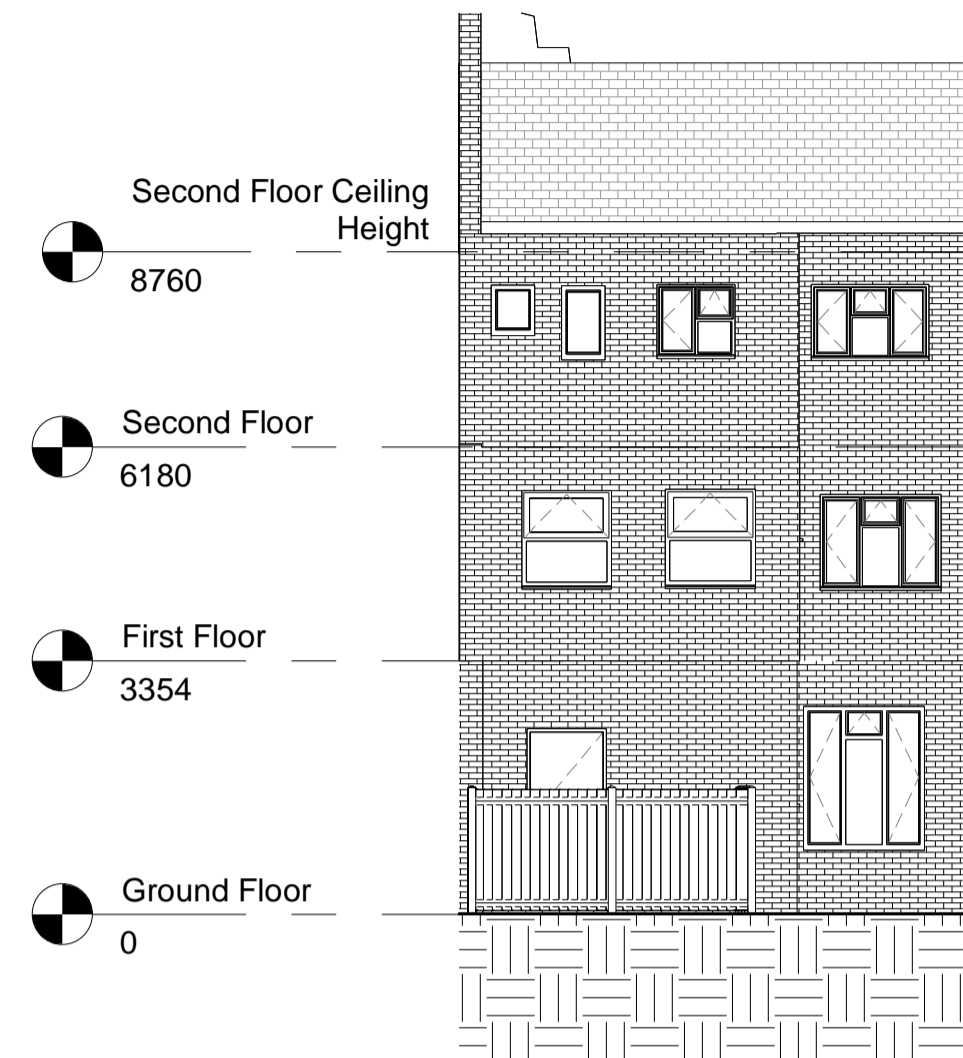 Second Floor Ceiling
Height
8760
Second Floor
6180
First Floor
3354
Ground Floor
0